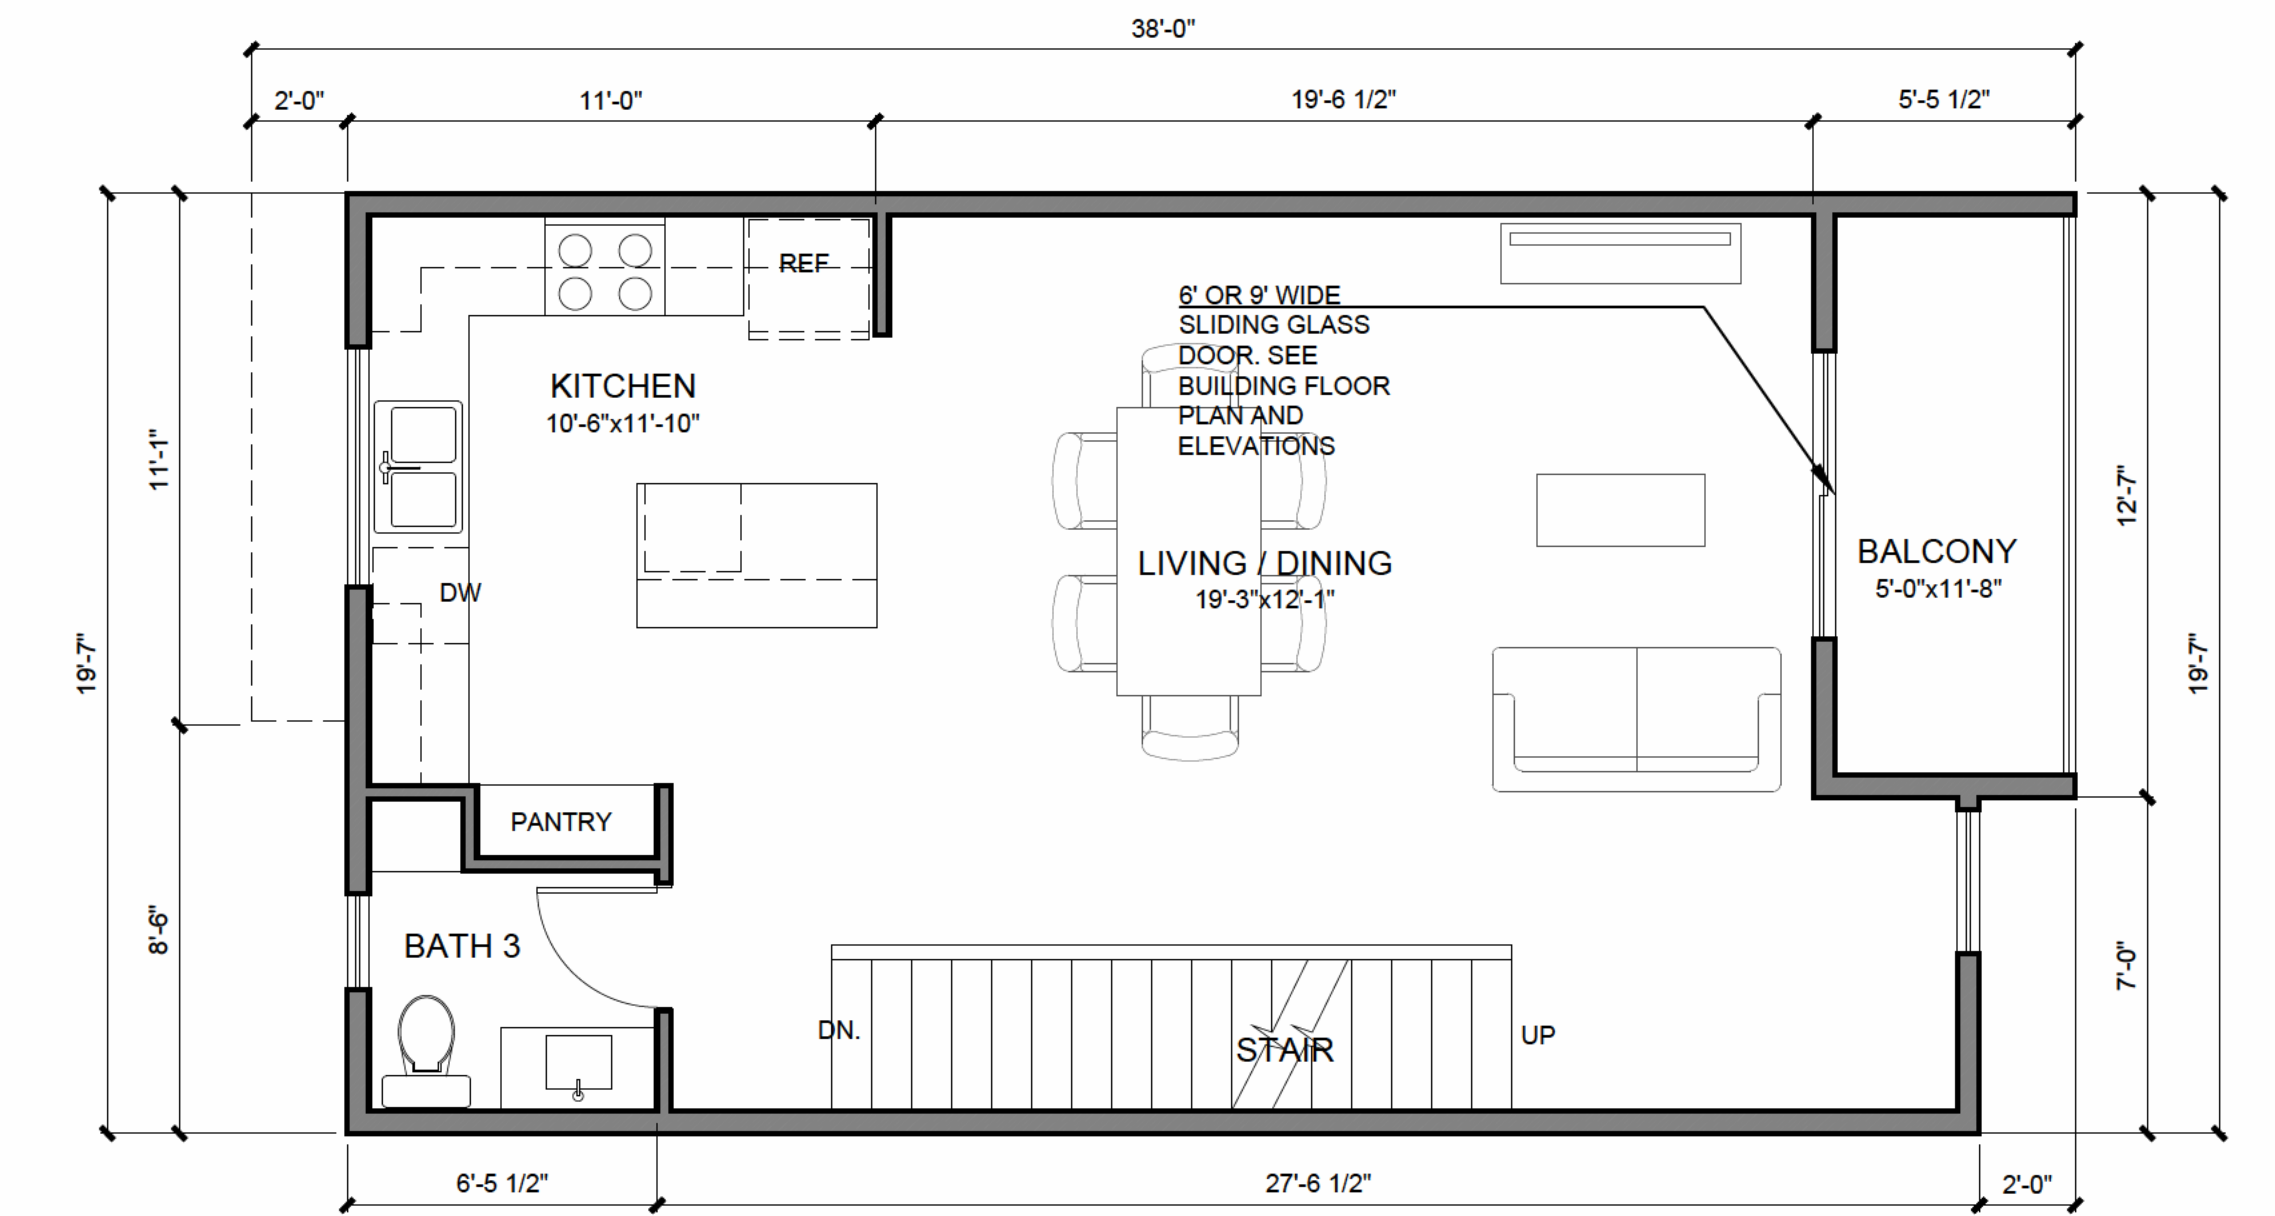 38'-0"
2'-0"
11'-0"
19'-6 1/2"
5'-5 1/2"
REF
6' OR 9' WIDE
SLIDING GLASS
DOOR. SEE
BUILDING FLOOR
PLAN AND
ELEVATIONS
KITCHEN
10'-6"x11'-10"
11'-1"
12'-7"
BALCONY
5'-0"x11'-8"
LIVING / DINING
19'-3"x12'-1"
DW
19'-7"
19'-7"
PANTRY
8'-6"
BATH 3
7'-0"
DN.
STAIR
UP
6'-5 1/2"
27'-6 1/2"
2'-0"